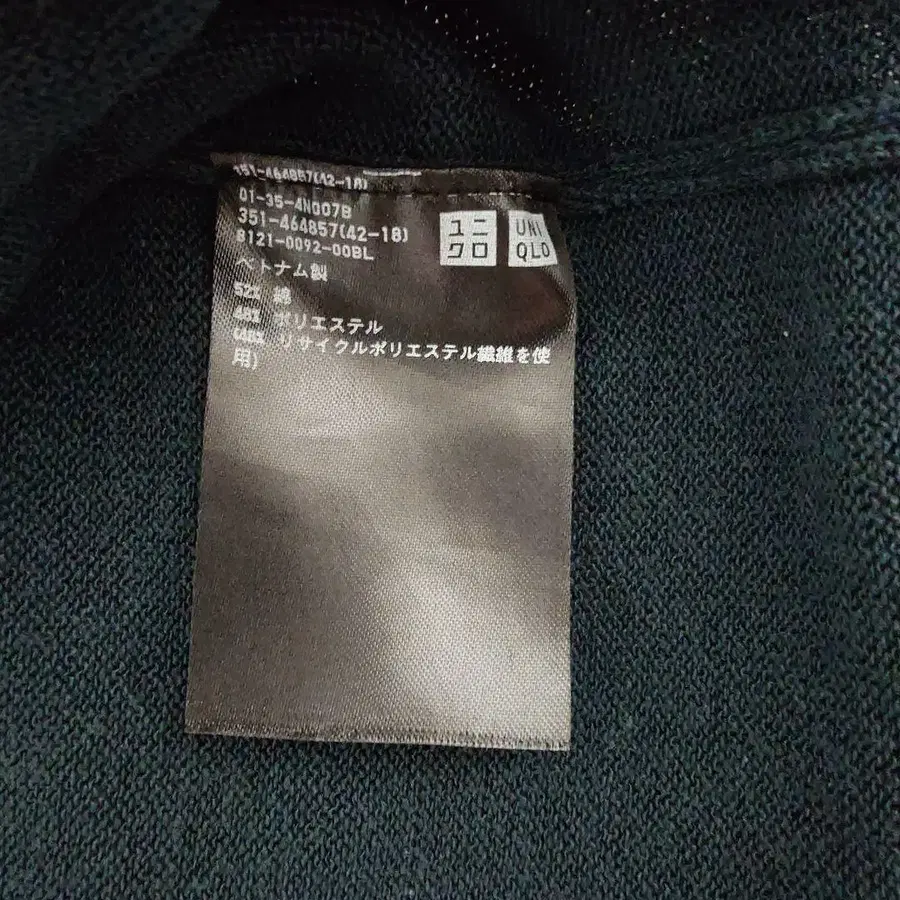 351-464857(42-18)
01-35-4N007B
351-464857(42-18)
8121-0092-00BL
ユニ
クロ
UNI
QLO
ベトナム製
52% 綿
48% ポリエステル
リサイクルポリエステル繊維を使
用)